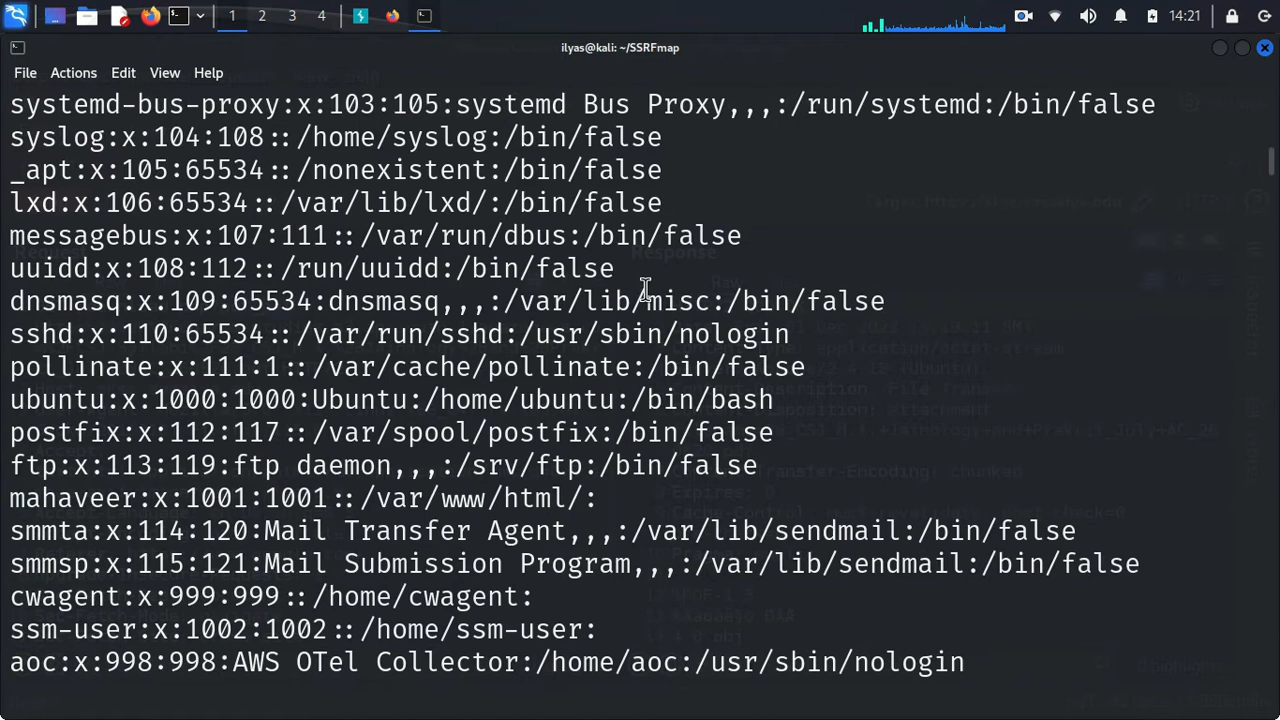 1 2 3 4 14:21
ilyas@kali: ~/SSRFmap
File Actions Edit View Help
systemd-bus-proxy:x:103:105:systemd Bus Proxy,,,:/run/systemd:/bin/false
syslog:x:104:108::/home/syslog:/bin/false
_apt:x:105:65534::/nonexistent:/bin/false
lxd:x:106:65534::/var/lib/lxd/:/bin/false
messagebus:x:107:111::/var/run/dbus:/bin/false
uuidd:x:108:112::/run/uuidd:/bin/false
dnsmasq:x:109:65534:dnsmasq,,,:/var/lib/misc:/bin/false
sshd:x:110:65534::/var/run/sshd:/usr/sbin/nologin
pollinate:x:111:1::/var/cache/pollinate:/bin/false
ubuntu:x:1000:1000:Ubuntu:/home/ubuntu:/bin/bash
postfix:x:112:117::/var/spool/postfix:/bin/false
ftp:x:113:119:ftp daemon,,,:/srv/ftp:/bin/false
mahaveer:x:1001:1001::/var/www/html/:
smmta:x:114:120:Mail Transfer Agent,,,:/var/lib/sendmail:/bin/false
smmsp:x:115:121:Mail Submission Program,,,:/var/lib/sendmail:/bin/false
cwagent:x:999:999::/home/cwagent:
ssm-user:x:1002:1002::/home/ssm-user:
aoc:x:998:998:AWS OTel Collector:/home/aoc:/usr/sbin/nologin